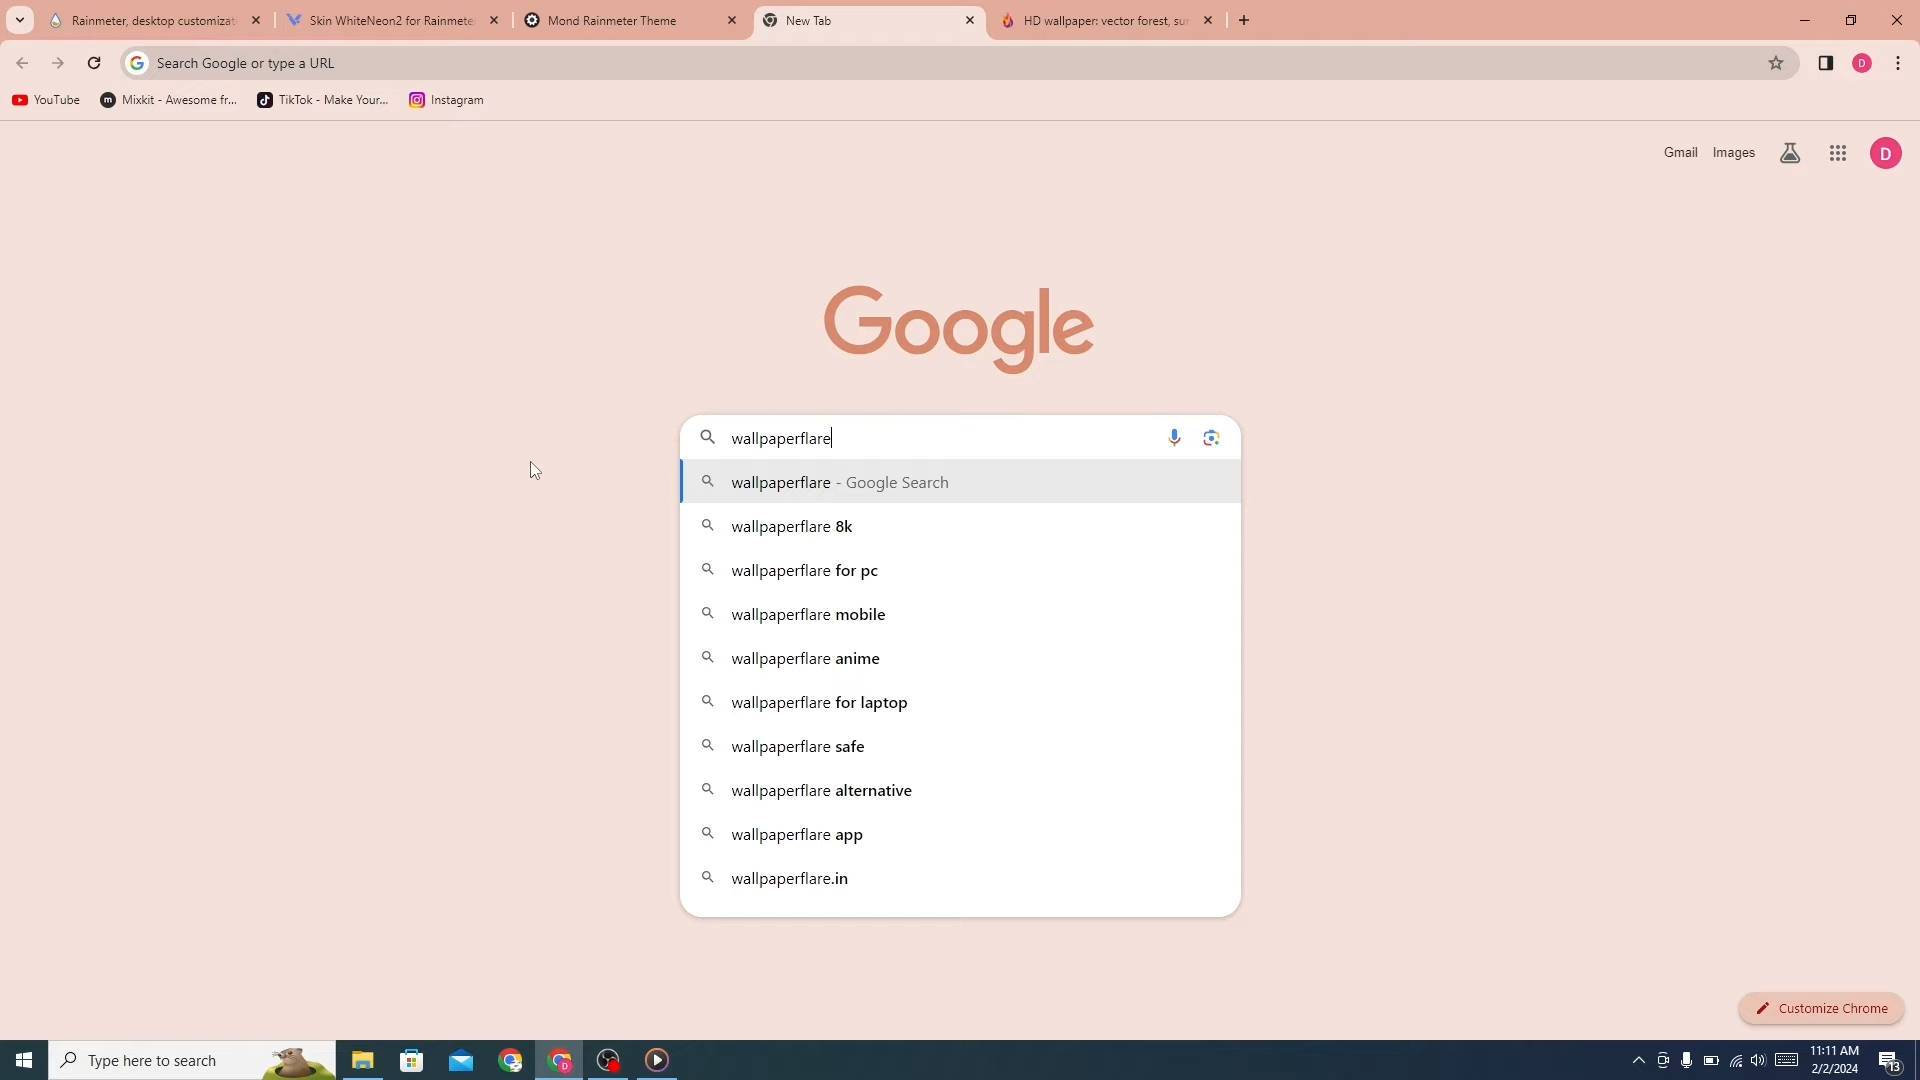 Rainmeter, desktop customizat
Skin WhiteNeon2 for Rainmete
Mond Rainmeter Theme
New Tab
HD wallpaper: vector forest, su
Search Google or type a URL
D
YouTube
Mixkit - Awesome fr...
TikTok - Make Your...
Instagram
Gmail
Images
D
Google
wallpaperflare
wallpaperflare - Google Search
wallpaperflare 8k
wallpaperflare for pc
wallpaperflare mobile
wallpaperflare anime
wallpaperflare for laptop
wallpaperflare safe
wallpaperflare alternative
wallpaperflare app
wallpaperflare.in
Customize Chrome
Type here to search
11:11 AM
2/2/2024
13